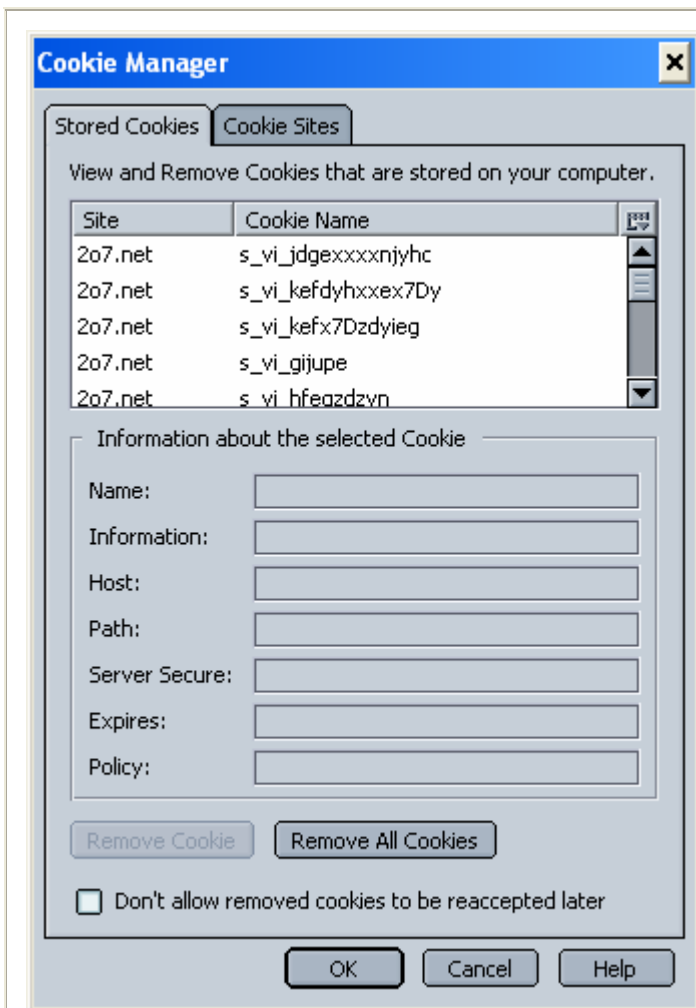 Cookie Manager
Stored Cookies Cookie Sites
View and Remove Cookies that are stored on your computer.
Site Cookie Name
2o7.net s_vi_jdgexxxxnjyhc
2o7.net s_vi_kefdyhxxex7Dy
2o7.net s_vi_kefx7Dzdyieg
2o7.net s_vi_gijupe
2o7.net s_vi_hfegzdzvn
Information about the selected Cookie
Name:
Information:
Host:
Path:
Server Secure:
Expires:
Policy:
Remove Cookie Remove All Cookies
Don't allow removed cookies to be reaccepted later
OK Cancel Help